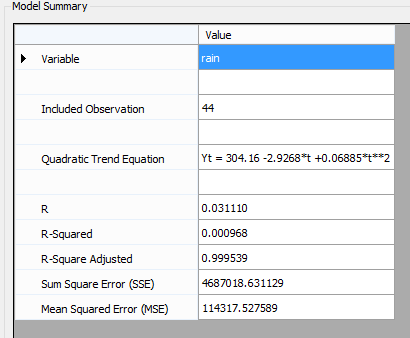 Model Summary
Value
Variable rain
Included Observation 44
Quadratic Trend Equation Yt = 304.16 -2.9268*t +0.06885*t**2
R 0.031110
R-Squared 0.000968
R-Square Adjusted 0.999539
Sum Square Error (SSE) 4687018.631129
Mean Squared Error (MSE) 114317.527589